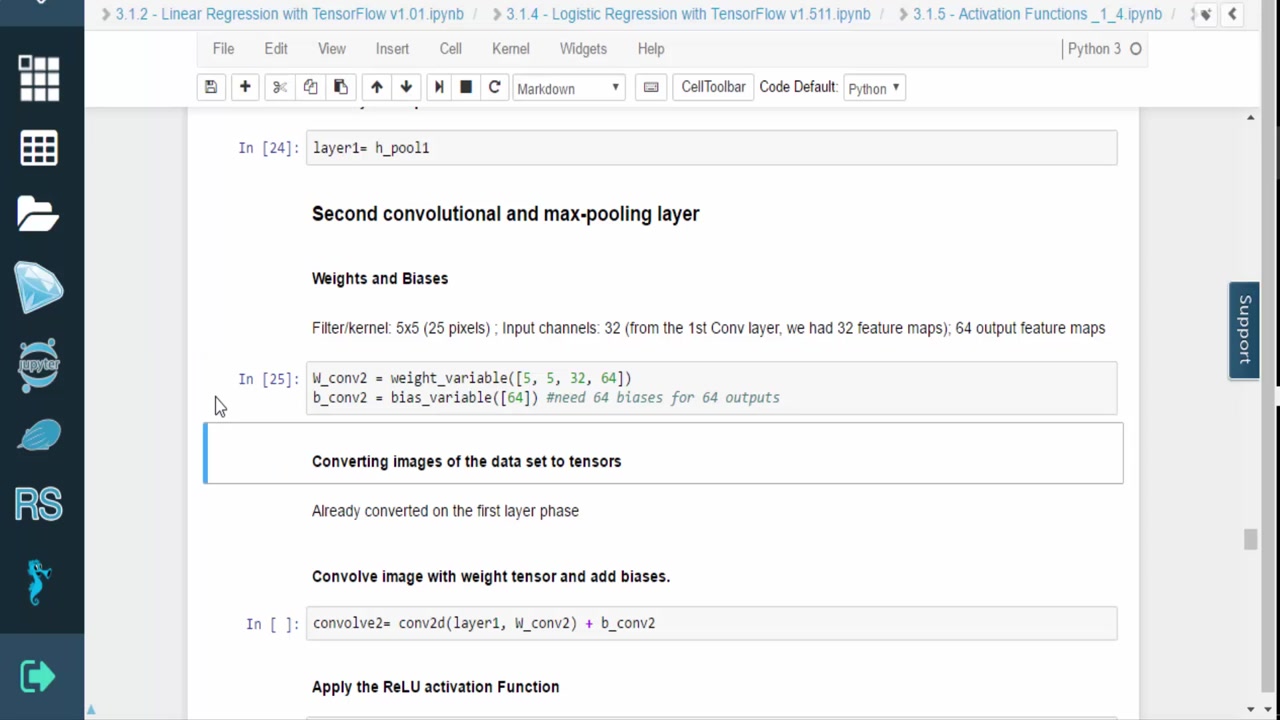 3.1.2 - Linear Regression with TensorFlow v1.01.ipynb / 3.1.4 - Logistic Regression with TensorFlow v1.511.ipynb / 3.1.5 - Activation Functions _1_4.ipynb /
File Edit View Insert Cell Kernel Widgets Help Python 3
Markdown CellToolbar Code Default: Python
In [24]: layer1= h_pool1
Second convolutional and max-pooling layer
Weights and Biases
Filter/kernel: 5x5 (25 pixels) ; Input channels: 32 (from the 1st Conv layer, we had 32 feature maps); 64 output feature maps
In [25]: W_conv2 = weight_variable([5, 5, 32, 64])
b_conv2 = bias_variable([64]) #need 64 biases for 64 outputs
Converting images of the data set to tensors
Already converted on the first layer phase
Convolve image with weight tensor and add biases.
In [ ]: convolve2= conv2d(layer1, W_conv2) + b_conv2
Apply the ReLU activation Function
Support
jupyter
RS